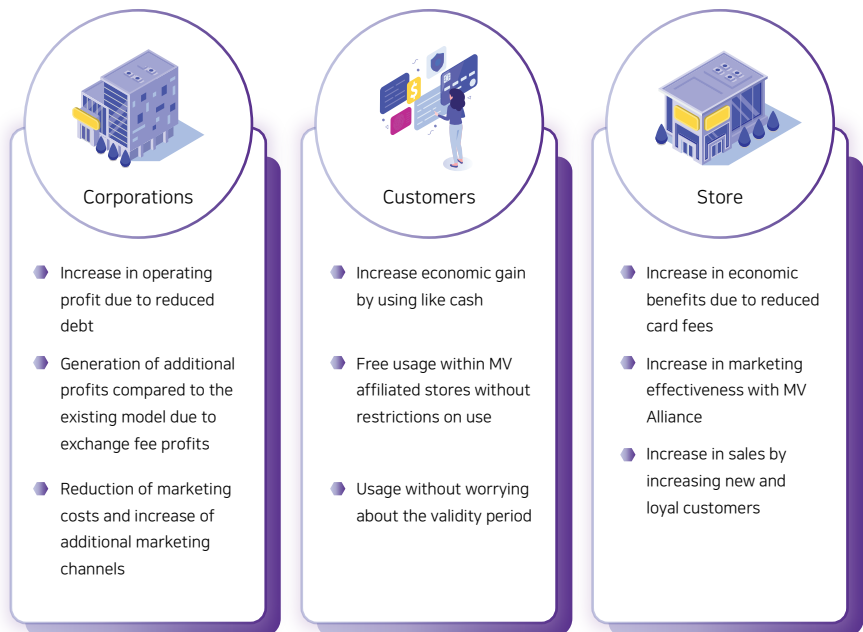 Corporations
Increase in operating
profit due to reduced
debt
Generation of additional
profits compared to the
existing model due to
exchange fee profits
Reduction of marketing
costs and increase of
additional marketing
channels
Customers
Increase economic gain
by using like cash
Free usage within MV
affiliated stores without
restrictions on use
Usage without worrying
about the validity period
Store
Increase in economic
benefits due to reduced
card fees
Increase in marketing
effectiveness with MV
Alliance
Increase in sales by
increasing new and
loyal customers